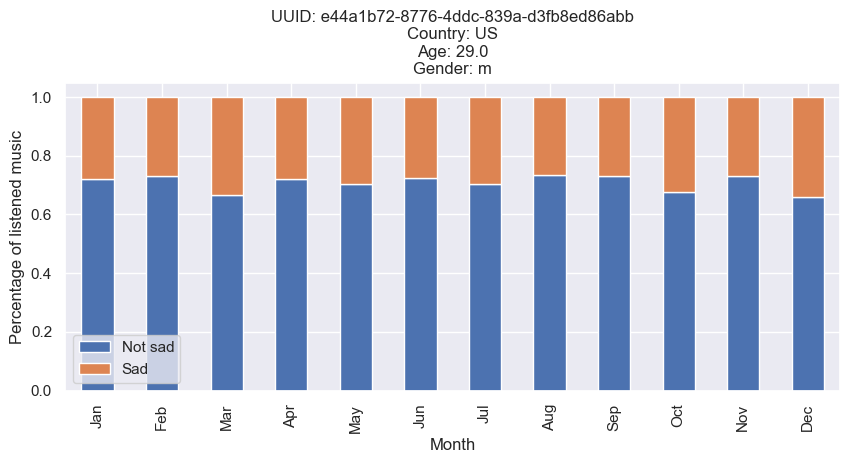 UUID: e44a1b72-8776-4ddc-839a-d3fb8ed86abb
Country: US
Age: 29.0
Gender: m
Percentage of listened music
1.0
0.8
0.6
0.4
0.2
0.0
Not sad
Sad
Jan
Feb
Mar
Apr
May
Jun
Jul
Aug
Sep
Oct
Nov
Dec
Month